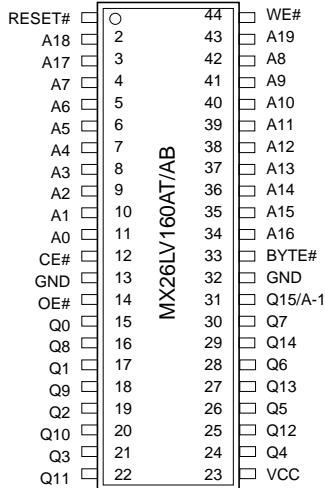 RESET# 44 WE#
A18 2 43 A19
A17 3 42 A8
A7 4 41 A9
A6 5 40 A10
A5 6 39 A11
A4 7 38 A12
A3 8 37 A13
A2 9 36 A14
A1 10 35 A15
A0 11 34 A16
CE# 12 33 BYTE#
GND 13 32 GND
OE# 14 31 Q15/A-1
Q0 15 30 Q7
Q8 16 29 Q14
Q1 17 28 Q6
Q9 18 27 Q13
Q2 19 26 Q5
Q10 20 25 Q12
Q3 21 24 Q4
Q11 22 23 VCC
MX26LV160AT/AB